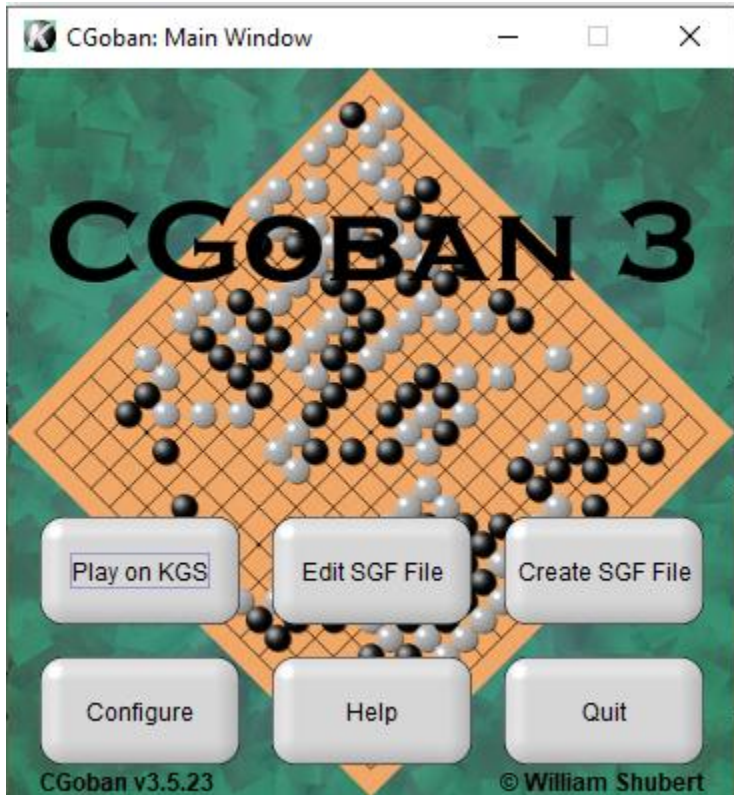 CGoban: Main Window
CGOBAN 3
Play on KGS
Edit SGF File
Create SGF File
Configure
Help
Quit
CGoban v3.5.23
© William Shubert